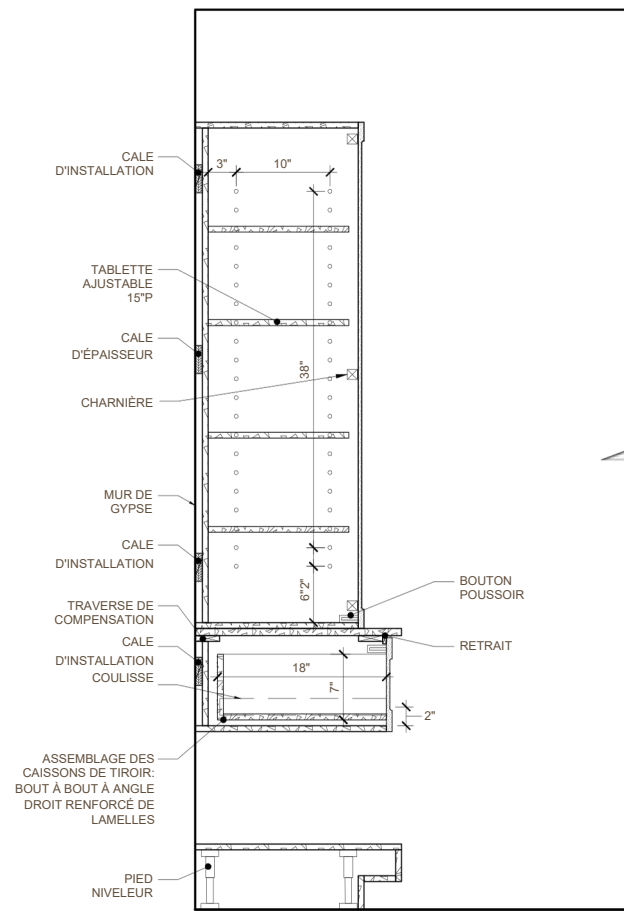 CALE
D'INSTALLATION
3"
10"
TABLETTE
AJUSTABLE
15"P
CALE
D'ÉPAISSEUR
38"
CHARNIÈRE
MUR DE
GYPSE
CALE
D'INSTALLATION
6"2"
BOUTON
POUSSOIR
TRAVERSE DE
COMPENSATION
CALE
D'INSTALLATION
RETRAIT
COULISSE
18"
7"
2"
ASSEMBLAGE DES
CAISSONS DE TIROIR:
BOUT À BOUT À ANGLE
DROIT RENFORCÉ DE
LAMELLES
PIED
NIVELEUR